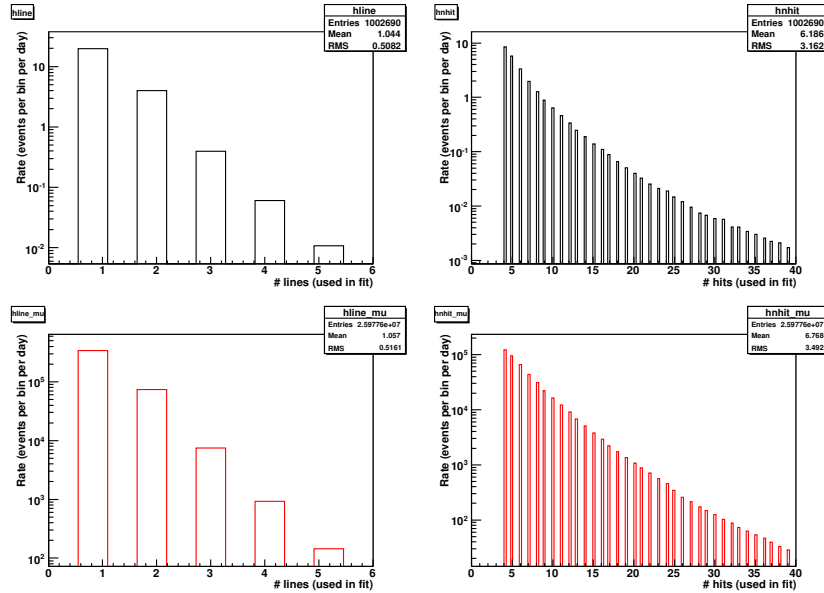 hline
hline
Entries 1002690
Mean 1.044
RMS 0.5082
Rate (events per bin per day)
10
1
10^-1
10^-2
0 1 2 3 4 5 6
# lines (used in fit)
hnhit
hnhit
Entries 1002690
Mean 6.186
RMS 3.162
Rate (events per bin per day)
10
1
10^-1
10^-2
10^-3
0 5 10 15 20 25 30 35 40
# hits (used in fit)
hline_mu
hline_mu
Entries 2.59776e+07
Mean 1.057
RMS 0.5161
Rate (events per bin per day)
10^5
10^4
10^3
10^2
0 1 2 3 4 5 6
# lines (used in fit)
hnhit_mu
hnhit_mu
Entries 2.59776e+07
Mean 6.768
RMS 3.492
Rate (events per bin per day)
10^5
10^4
10^3
10^2
0 5 10 15 20 25 30 35 40
# hits (used in fit)